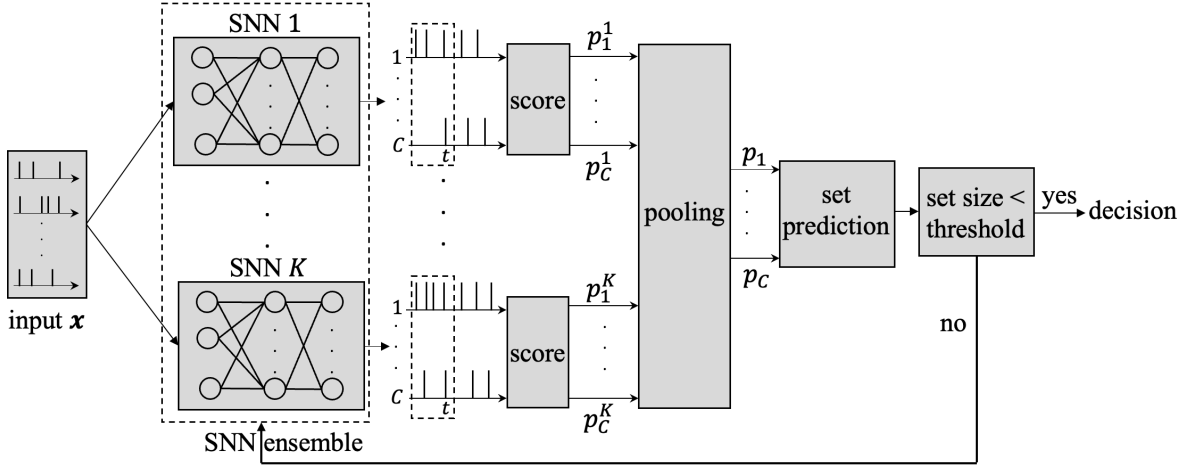 SNN 1
1
C
t
score
p_1^1
p_C^1
input x
SNN K
1
C
t
score
p_1^K
p_C^K
pooling
p_1
p_C
set
prediction
set size <
threshold
yes
decision
no
SNN ensemble